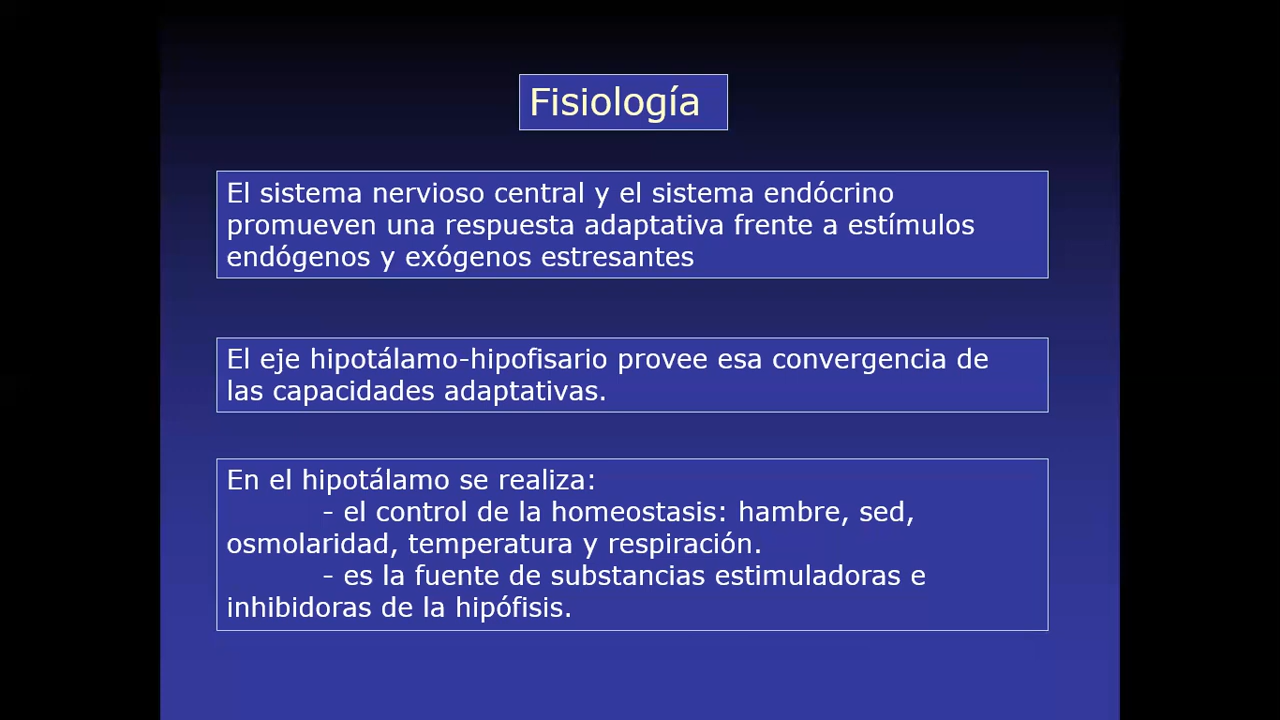 Fisiología
El sistema nervioso central y el sistema endócrino
promueven una respuesta adaptativa frente a estímulos
endógenos y exógenos estresantes
El eje hipotálamo-hipofisario provee esa convergencia de
las capacidades adaptativas.
En el hipotálamo se realiza:
- el control de la homeostasis: hambre, sed,
osmolaridad, temperatura y respiración.
- es la fuente de substancias estimuladoras e
inhibidoras de la hipófisis.